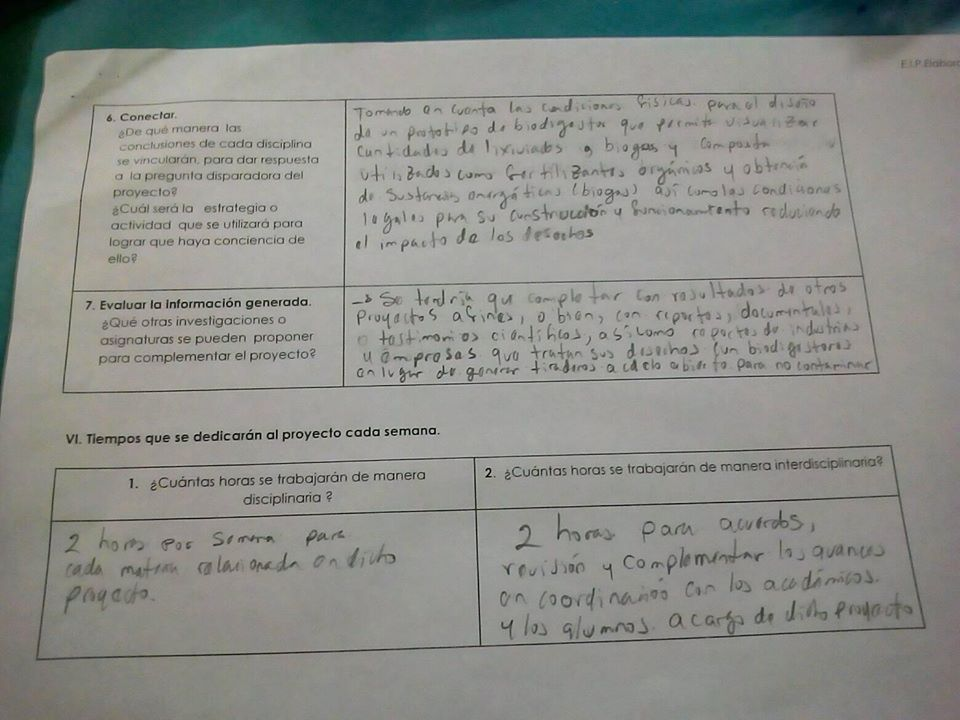 E.I.P. Elabora
6. Conectar.
¿De qué manera las
conclusiones de cada disciplina
se vincularán, para dar respuesta
a la pregunta disparadora del
proyecto?
¿Cuál será la estrategia o
actividad que se utilizará para
lograr que haya conciencia de
ello?
Tomando en cuenta las condiciones físicas para el diseño
de un prototipo de biodigestor que permita visualizar
cantidades de lixiviados a biogas y composta
utilizados como fertilizantes orgánicos y obtención
de sustancias energéticas (biogas) así como las condiciones
legales para su construcción y funcionamiento reduciendo
el impacto de los desechos
7. Evaluar la información generada.
¿Qué otras investigaciones o
asignaturas se pueden proponer
para complementar el proyecto?
→ Se tendría que completar con resultados de otros
proyectos afines, o bien, con reportes, documentales,
o testimonios científicos, así como reportes de industrias
y empresas que tratan sus desechos con biodigestores
en lugar de generar tiraderos a cielo abierto para no contaminar
VI. Tiempos que se dedicarán al proyecto cada semana.
1. ¿Cuántas horas se trabajarán de manera
disciplinaria ?
2. ¿Cuántas horas se trabajarán de manera interdisciplinaria?
2 horas por semana para
cada materia relacionada en dicho
proyecto.
2 horas para acuerdos,
revisión y complementar los avances
en coordinación con los académicos.
y los alumnos. a cargo de dicho proyecto